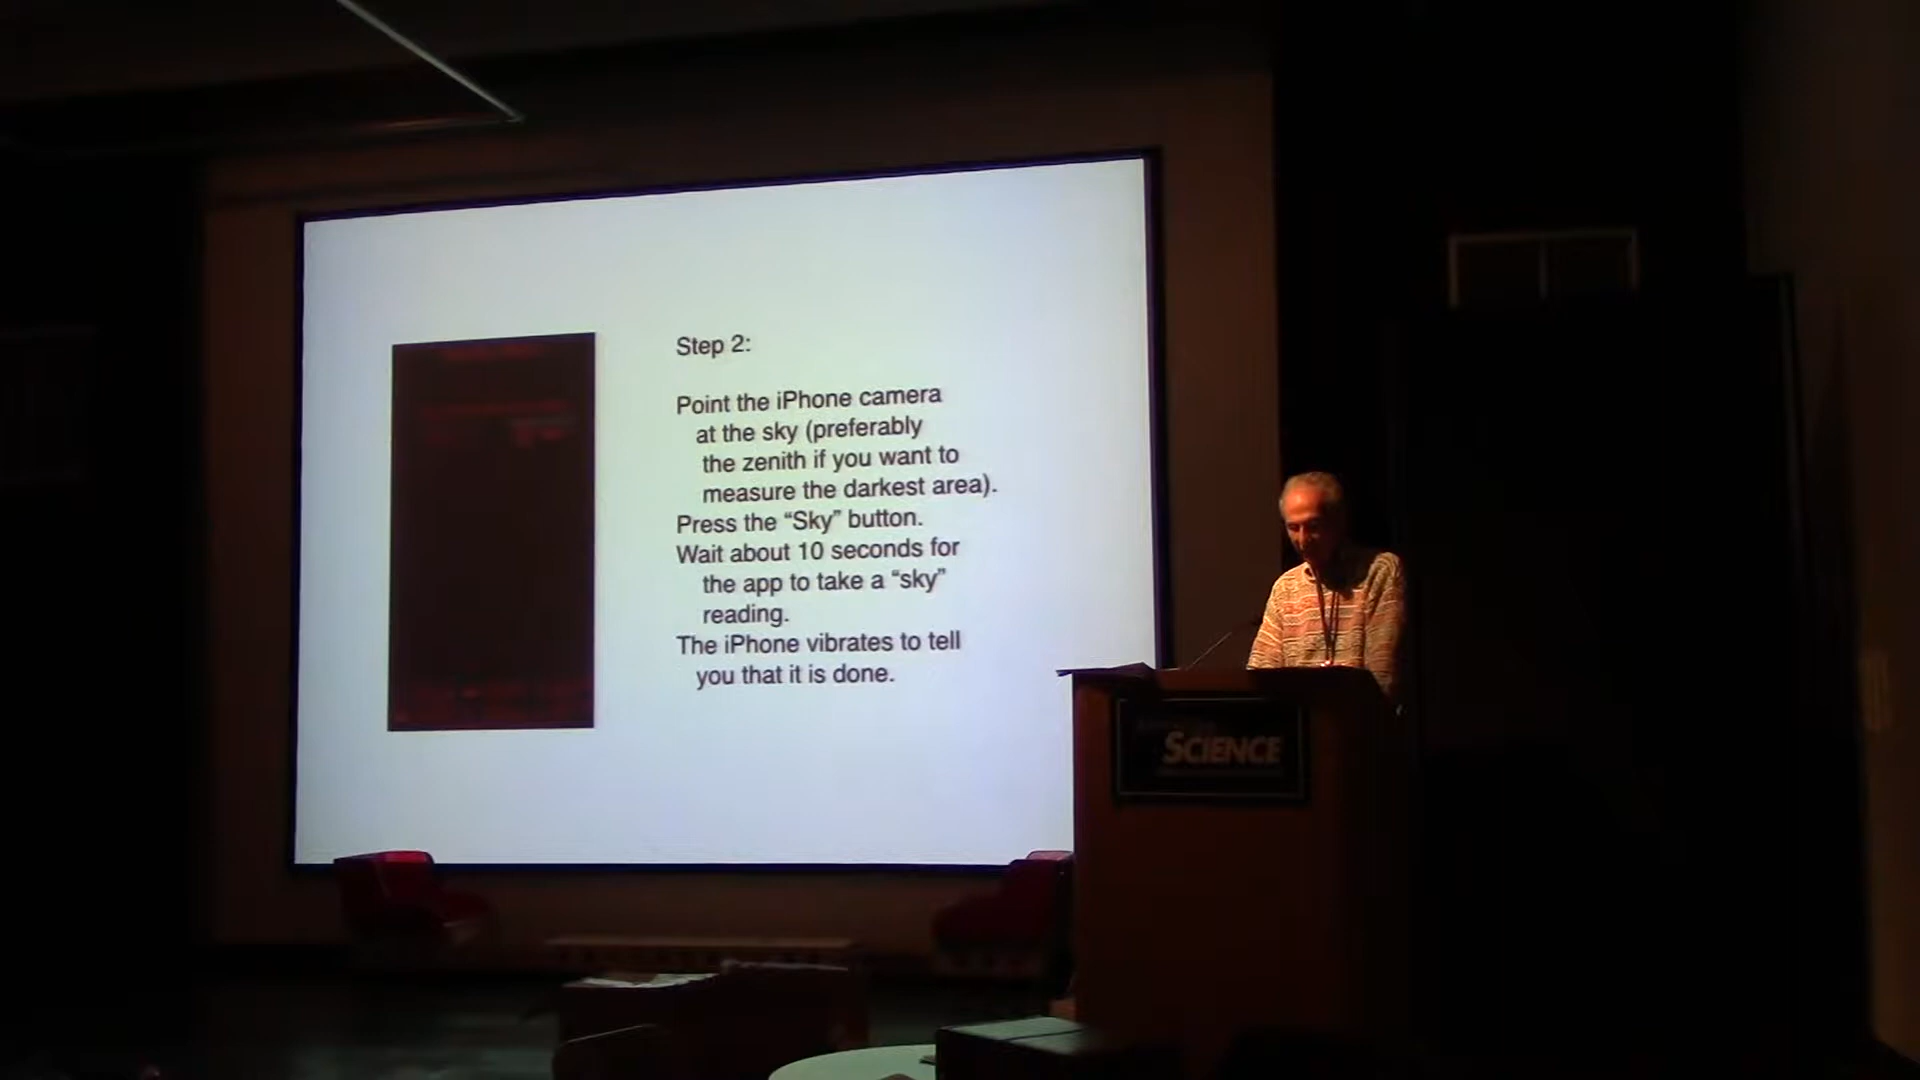 Step 2:
Point the iPhone camera
at the sky (preferably
the zenith if you want to
measure the darkest area).
Press the “Sky” button.
Wait about 10 seconds for
the app to take a “sky”
reading.
The iPhone vibrates to tell
you that it is done.
SCIENCE